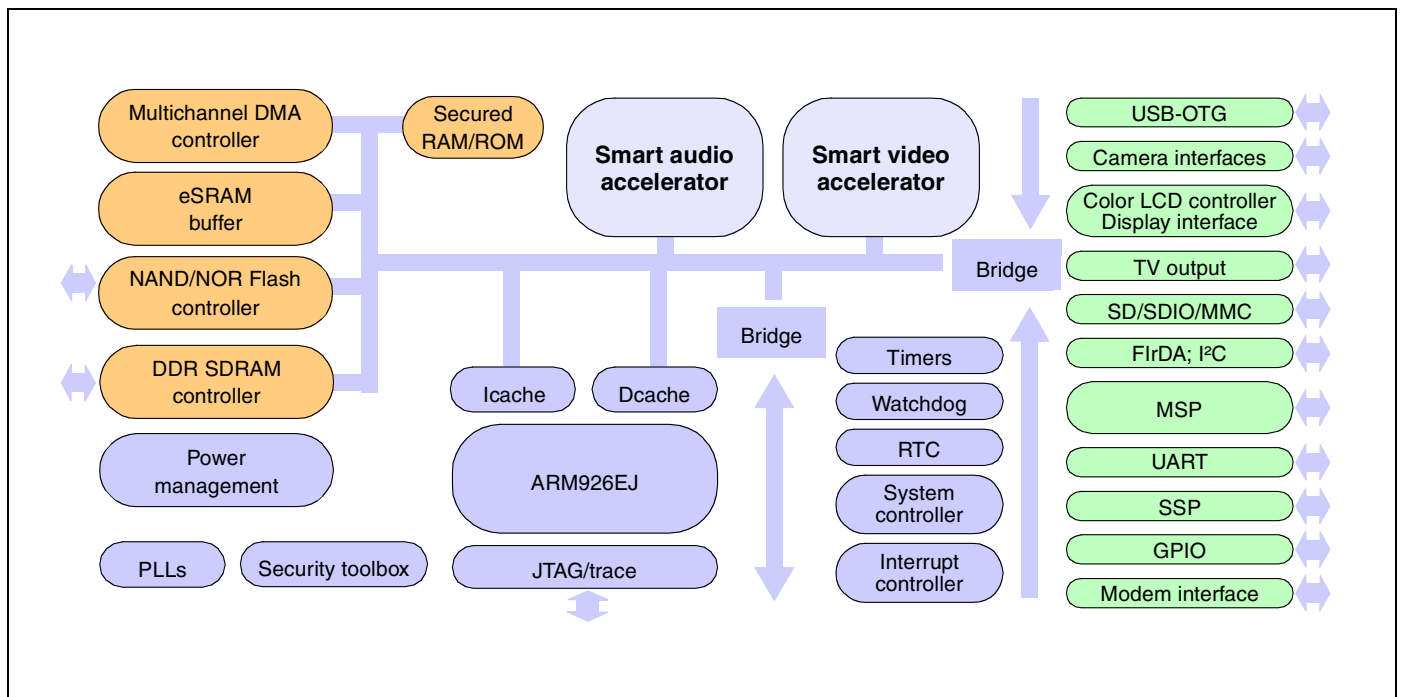 Multichannel DMA
controller
Secured
RAM/ROM
eSRAM
buffer
NAND/NOR Flash
controller
DDR SDRAM
controller
Power
management
PLLs
Security toolbox
Smart audio
accelerator
Smart video
accelerator
Icache
Dcache
ARM926EJ
JTAG/trace
Bridge
Bridge
Timers
Watchdog
RTC
System
controller
Interrupt
controller
USB-OTG
Camera interfaces
Color LCD controller
Display interface
TV output
SD/SDIO/MMC
FIrDA; I²C
MSP
UART
SSP
GPIO
Modem interface